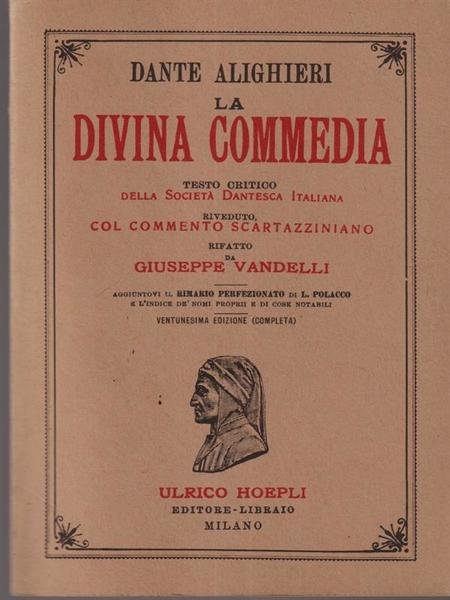 DANTE ALIGHIERI
LA
DIVINA COMMEDIA
TESTO CRITICO
DELLA SOCIETÀ DANTESCA ITALIANA
RIVEDUTO,
COL COMMENTO SCARTAZZINIANO
RIFATTO
DA
GIUSEPPE VANDELLI
AGGIUNTOVI IL RIMARIO PERFEZIONATO DI L. POLACCO
E L'INDICE DE' NOMI PROPRII E DI COSE NOTABILI
VENTUNESIMA EDIZIONE (COMPLETA)
ULRICO HOEPLI
EDITORE-LIBRAIO
MILANO